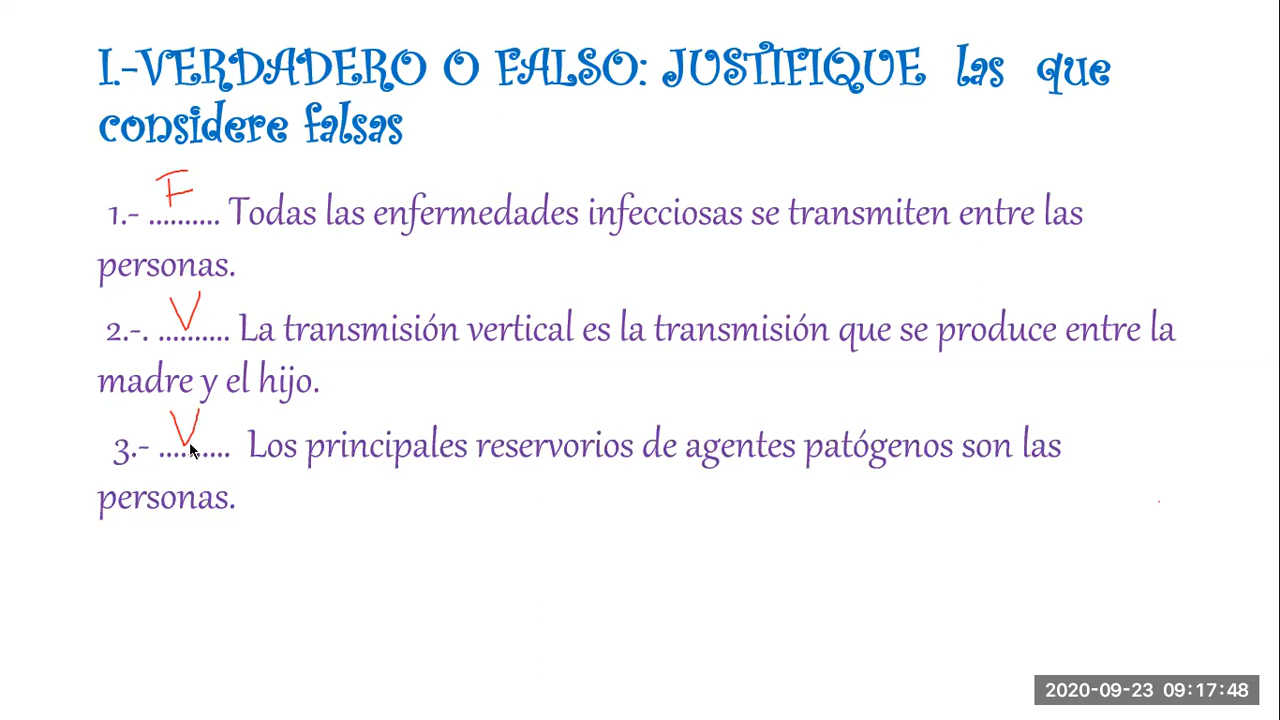 I.-VERDADERO O FALSO: JUSTIFIQUE las que
considere falsas
F
1.- .......... Todas las enfermedades infecciosas se transmiten entre las
personas.
V
2.-. .......... La transmisión vertical es la transmisión que se produce entre la
madre y el hijo.
V
3.- .......... Los principales reservorios de agentes patógenos son las
personas.
2020-09-23 09:17:48